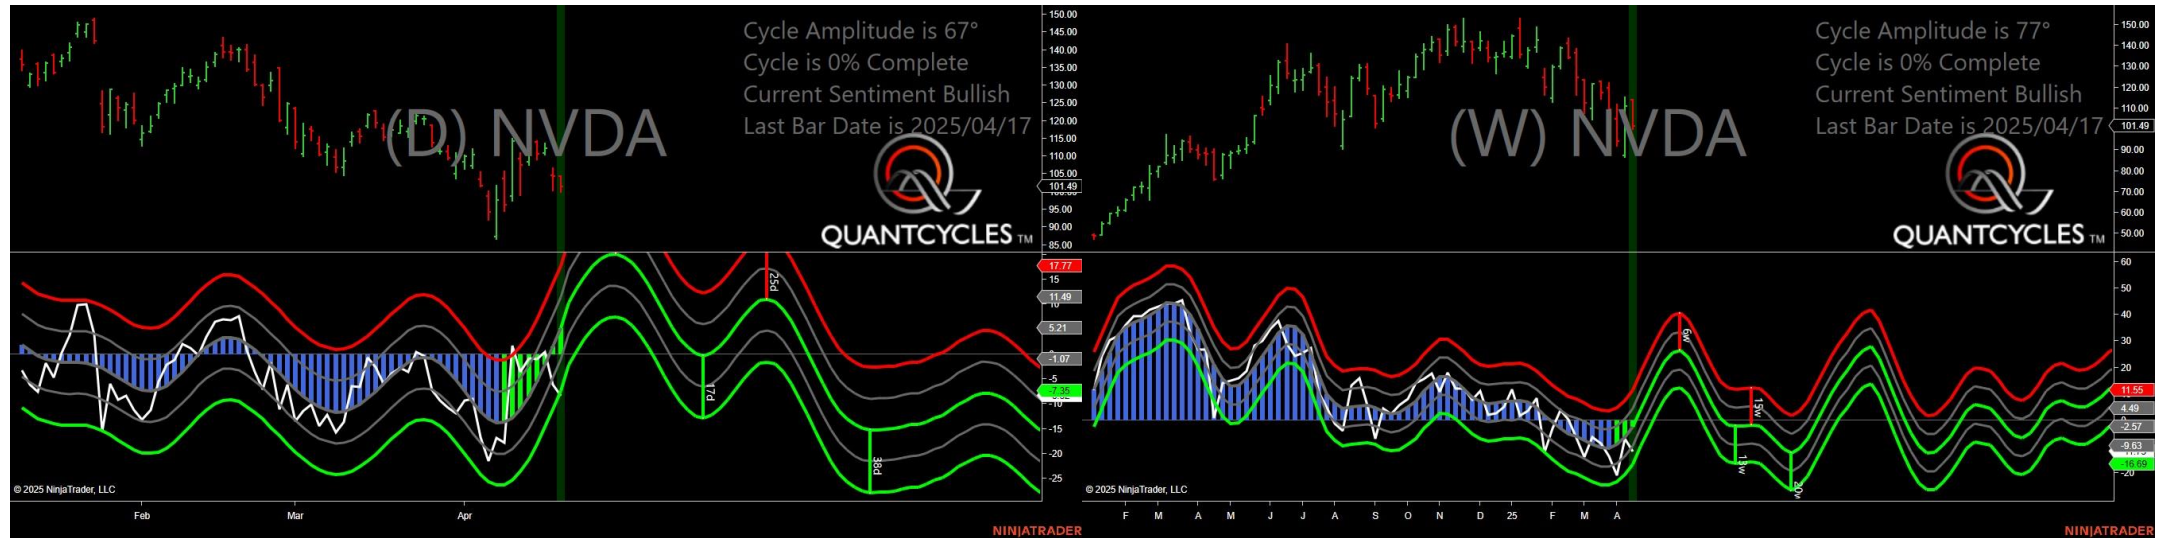 Cycle Amplitude is 67°
Cycle is 0% Complete
Current Sentiment Bullish
Last Bar Date is 2025/04/17
(D) NVDA
QUANTCYCLES TM
150.00
145.00
140.00
135.00
130.00
125.00
120.00
115.00
110.00
105.00
101.49
95.00
90.00
85.00
17.77
15
11.49
5.21
-1.07
-5
-7.35
-10
-15
-20
-25
25d
17d
38d
© 2025 NinjaTrader, LLC
Feb
Mar
Apr
NINJATRADER
Cycle Amplitude is 77°
Cycle is 0% Complete
Current Sentiment Bullish
Last Bar Date is 2025/04/17
(W) NVDA
QUANTCYCLES TM
150.00
140.00
130.00
120.00
110.00
101.49
90.00
80.00
70.00
60.00
50.00
60
50
40
30
20
11.55
4.49
-2.57
-9.63
-16.69
-20
6w
13w
20w
© 2025 NinjaTrader, LLC
F M A M J J A S O N D 25 F M A
NINJATRADER